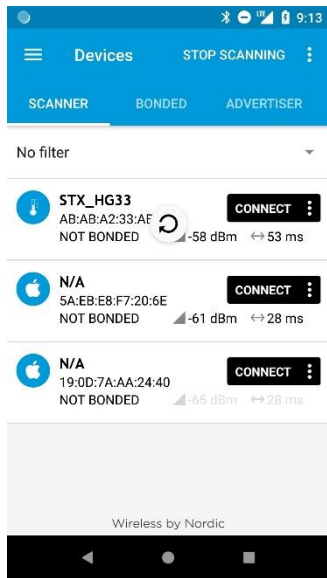 LTE 9:13
Devices STOP SCANNING
SCANNER BONDED ADVERTISER
No filter
STX_HG33
AB:AB:A2:33:
CONNECT
NOT BONDED -58 dBm 53 ms
N/A
5A:EB:E8:F7:20:6E
CONNECT
NOT BONDED -61 dBm 28 ms
N/A
19:0D:7A:AA:24:40
CONNECT
NOT BONDED -65 dBm 28 ms
Wireless by Nordic